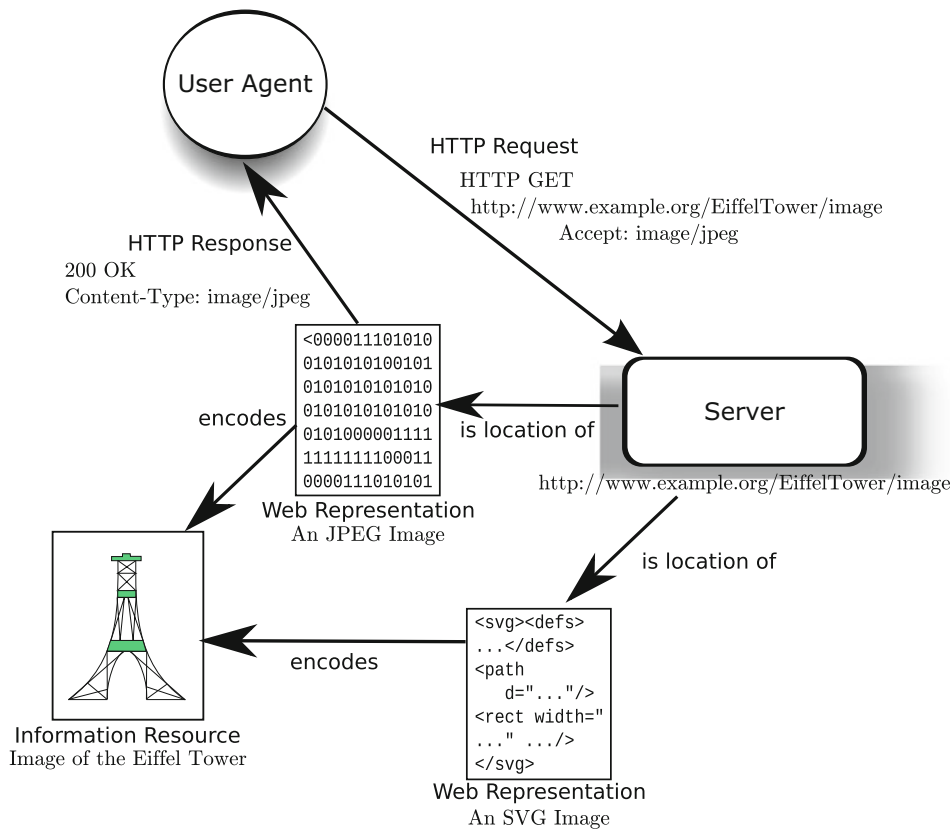 User Agent
HTTP Request
HTTP GET
http://www.example.org/EiffelTower/image
Accept: image/jpeg
HTTP Response
200 OK
Content-Type: image/jpeg
<000011101010
0101010100101
0101010101010
0101010101010
0101000001111
1111111100011
0000111010101
Web Representation
An JPEG Image
encodes
is location of
Server
http://www.example.org/EiffelTower/image
is location of
<svg><defs>
...</defs>
<path
d="..."/>
<rect width="
..." .../>
</svg>
Web Representation
An SVG Image
encodes
Information Resource
Image of the Eiffel Tower